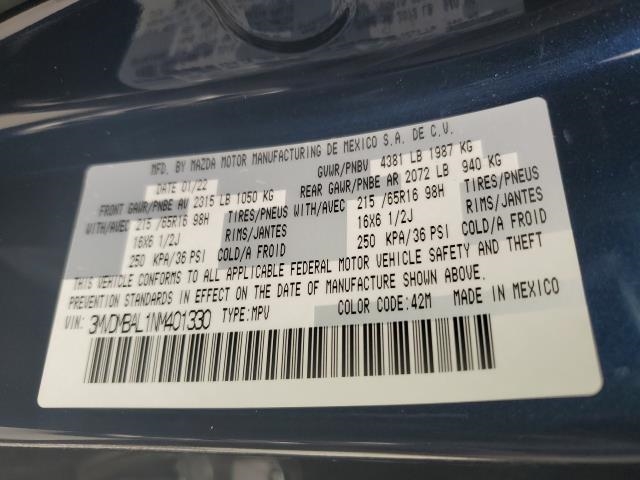 MFD. BY MAZDA MOTOR MANUFACTURING DE MEXICO S.A. DE C.V.
DATE 01/22 GVWR/PNBV 4381 LB 1987 KG
FRONT GAWR/PNBE AV 2315 LB 1050 KG REAR GAWR/PNBE AR 2072 LB 940 KG
WITH/AVEC 215 /65R16 98H TIRES/PNEUS WITH/AVEC 215 /65R16 98H TIRES/PNEUS
16X6 1/2J RIMS/JANTES 16X6 1/2J RIMS/JANTES
250 KPA/36 PSI COLD/A FROID 250 KPA/36 PSI COLD/A FROID
THIS VEHICLE CONFORMS TO ALL APPLICABLE FEDERAL MOTOR VEHICLE SAFETY AND THEFT
PREVENTION STANDARDS IN EFFECT ON THE DATE OF MANUFACTURE SHOWN ABOVE.
VIN: 3MVDMBAL1NM401330 TYPE:MPV COLOR CODE:42M MADE IN MEXICO